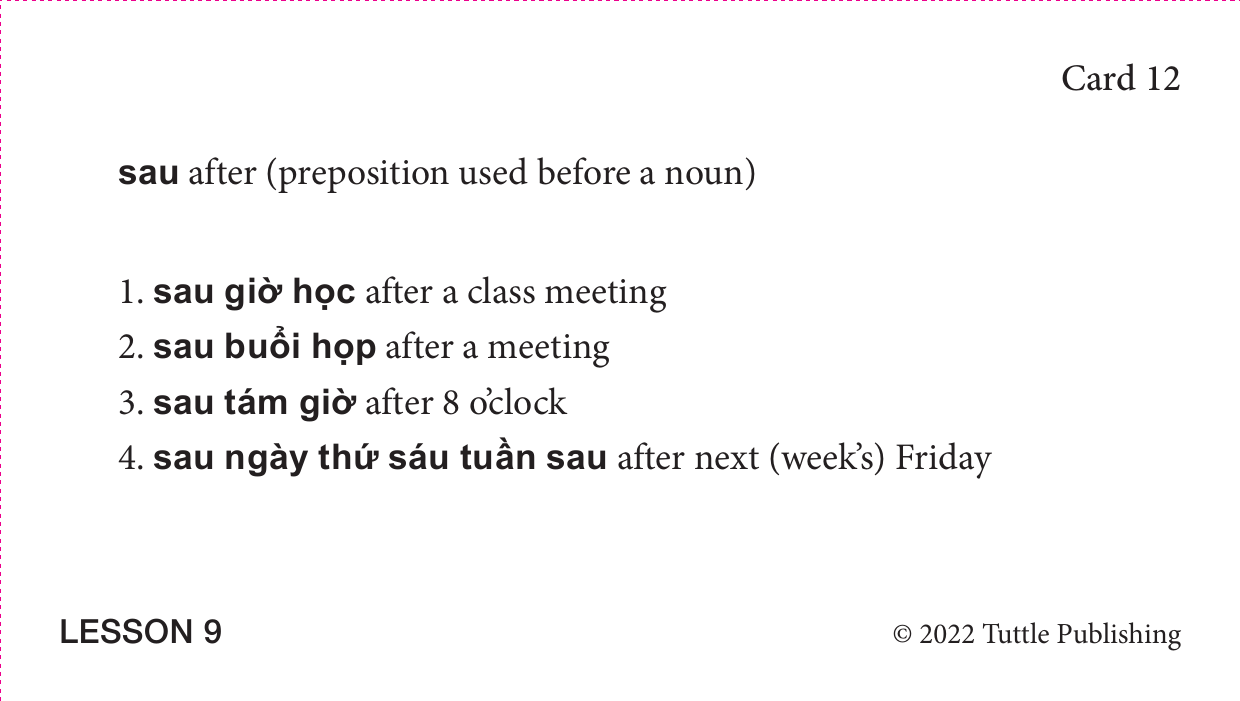 Card 12
sau after (preposition used before a noun)
1. sau giờ học after a class meeting
2. sau buổi họp after a meeting
3. sau tám giờ after 8 o’clock
4. sau ngày thứ sáu tuần sau after next (week’s) Friday
LESSON 9
© 2022 Tuttle Publishing